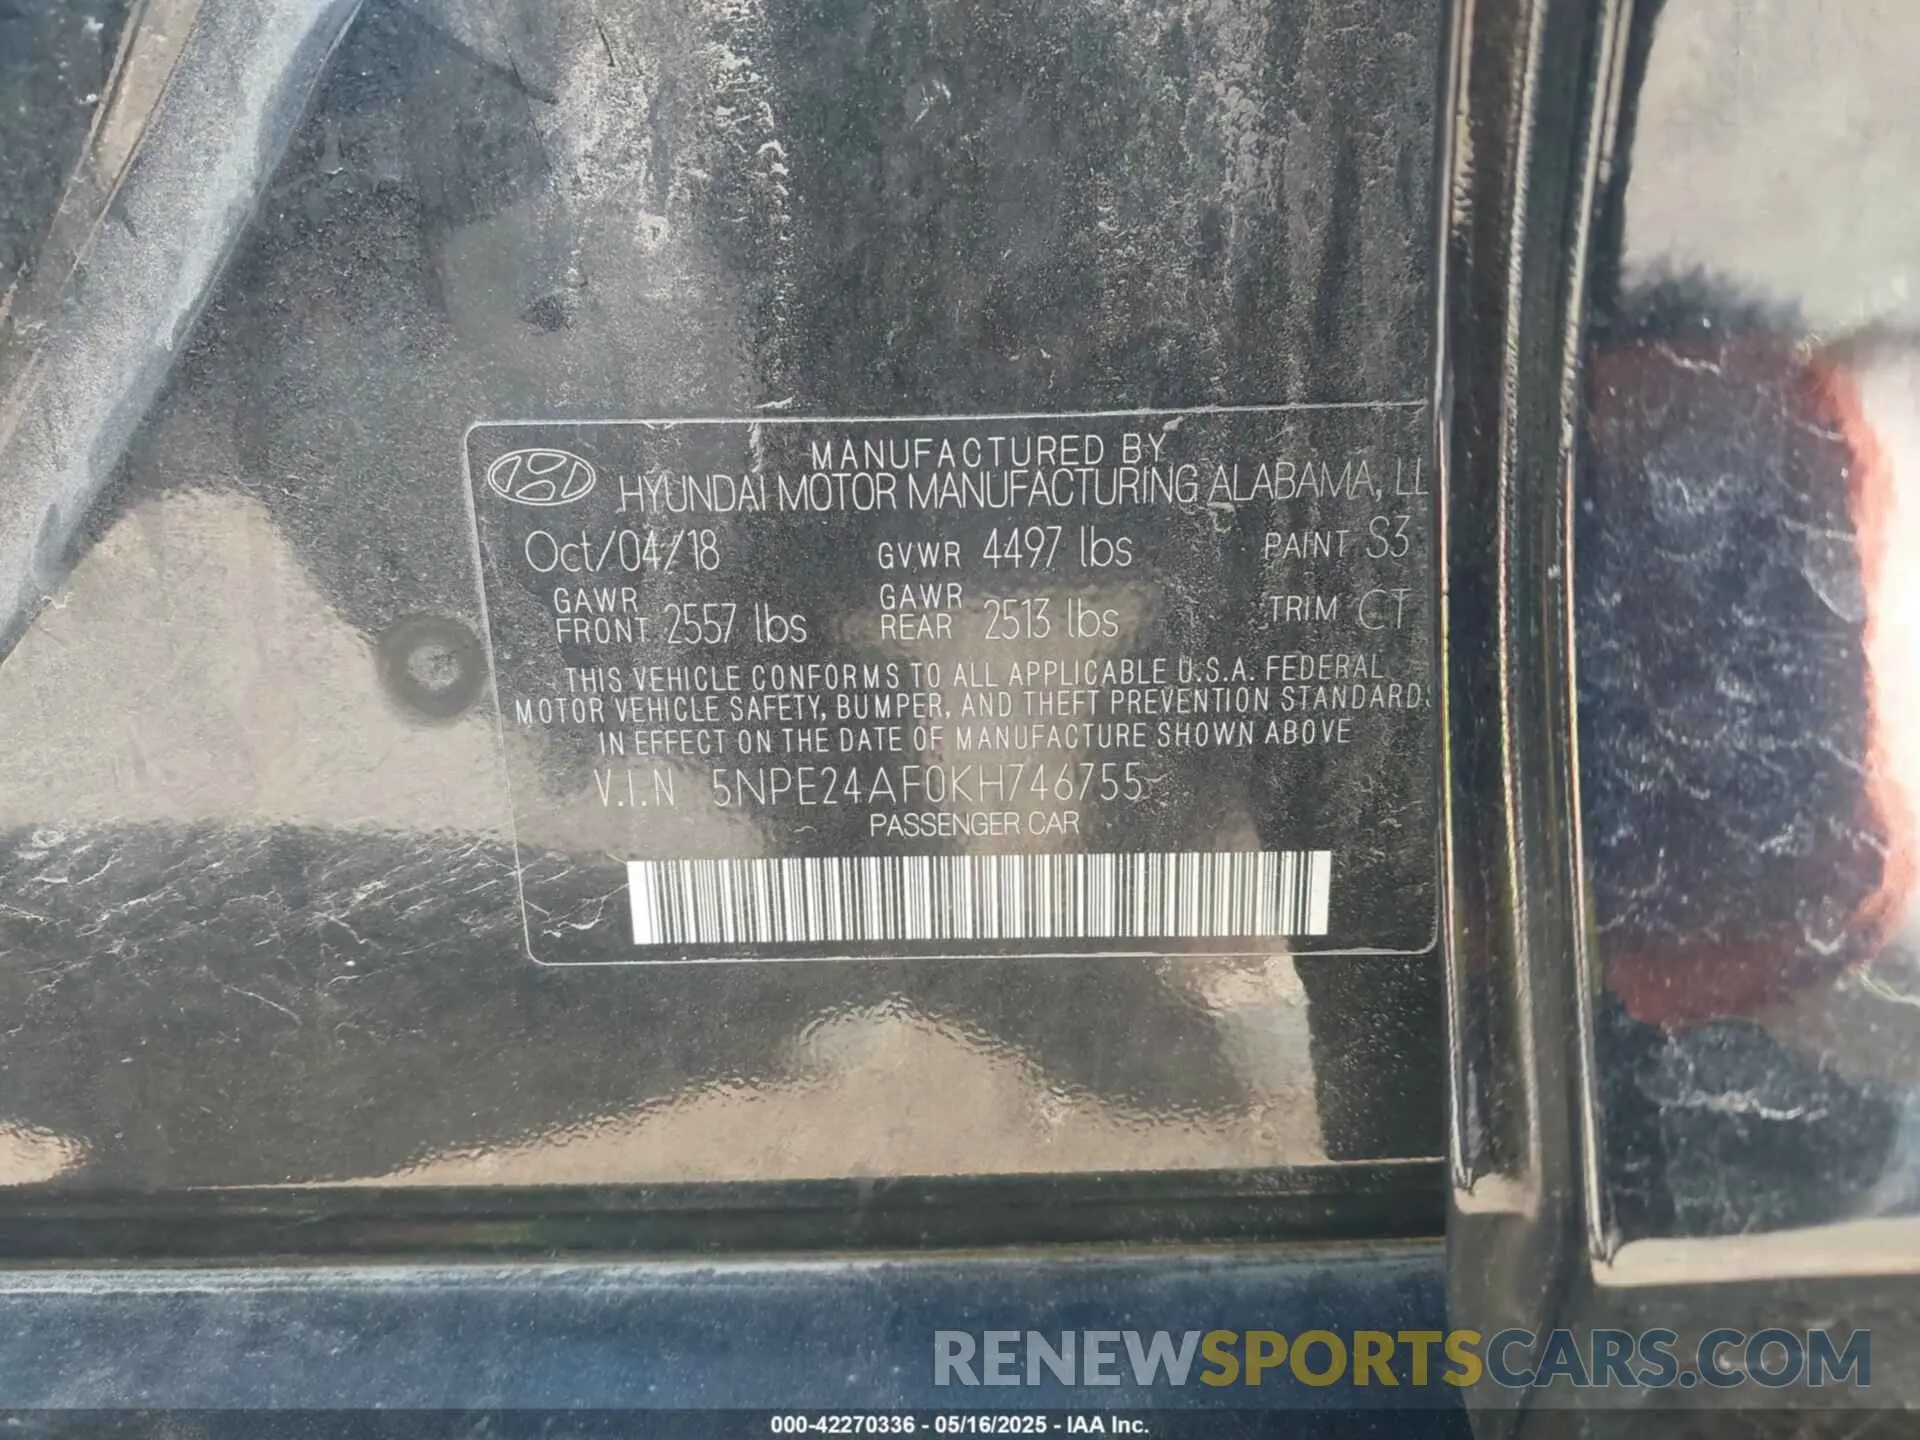 MANUFACTURED BY
HYUNDAI MOTOR MANUFACTURING ALABAMA, LL
Oct/04/18 GVWR 4497 lbs PAINT S3
GAWR FRONT 2557 lbs GAWR REAR 2513 lbs TRIM CT
THIS VEHICLE CONFORMS TO ALL APPLICABLE U.S.A. FEDERAL
MOTOR VEHICLE SAFETY, BUMPER, AND THEFT PREVENTION STANDARDS
IN EFFECT ON THE DATE OF MANUFACTURE SHOWN ABOVE
V.I.N 5NPE24AF0KH746755
PASSENGER CAR
RENEWSPORTSCARS.COM
000-42270336 - 05/16/2025 - IAA Inc.